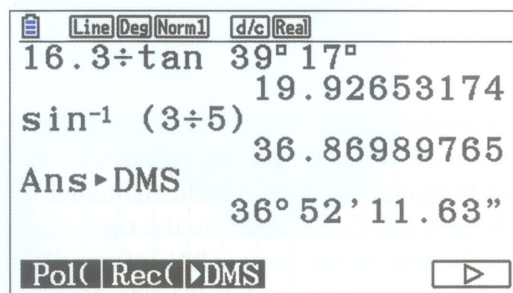 Line Deg Norm1 d/c Real
16.3÷tan 39°17°
19.92653174
sin⁻¹ (3÷5)
36.86989765
Ans▶DMS
36°52'11.63"
Pol( Rec( ▶DMS ▷